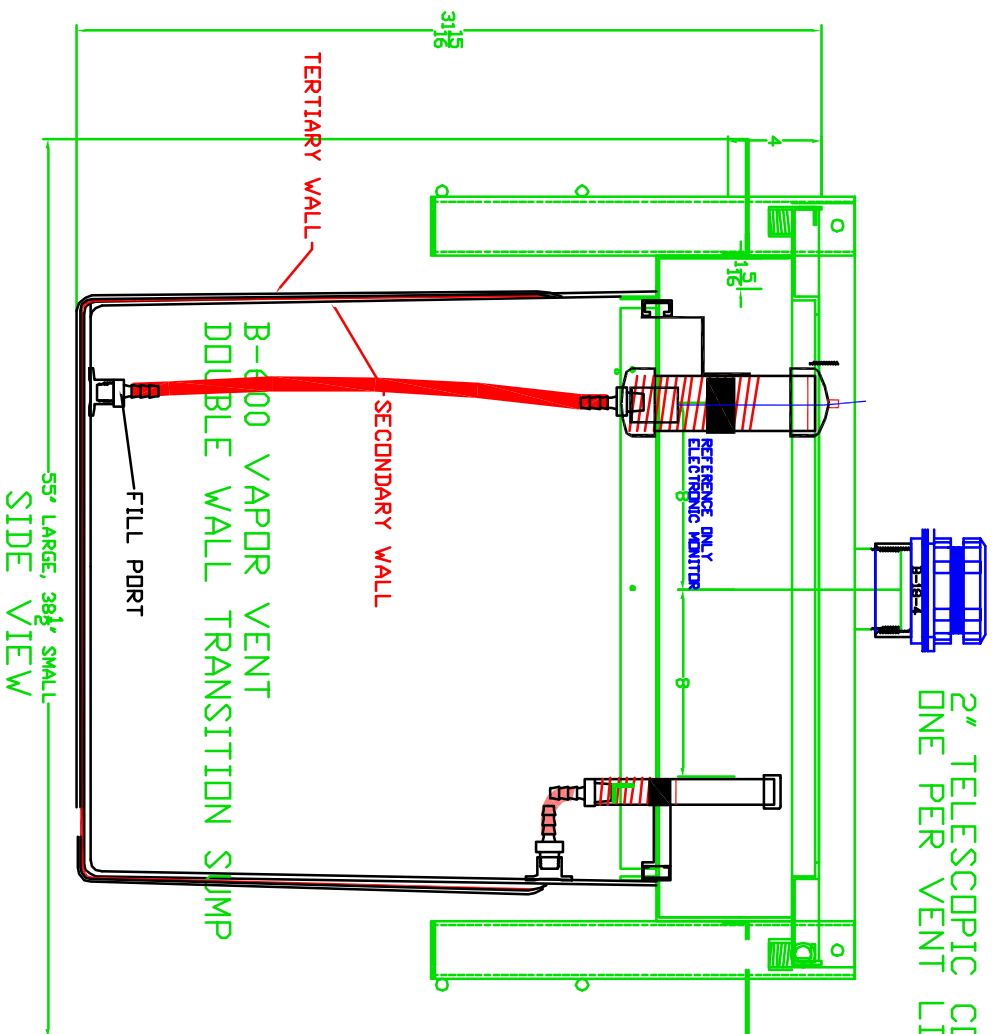 2" TELESCOPIC
ONE PER VENT
B-18-4
REFERENCE ONLY
ELECTRONIC MONITOR
8
8
4
1 5/16
31 15/16
TERTIARY WALL
SECONDARY WALL
FILL PORT
B-600 VAPOR VENT
DOUBLE WALL TRANSITION SUMP
55" LARGE, 38 1/2" SMALL
SIDE VIEW